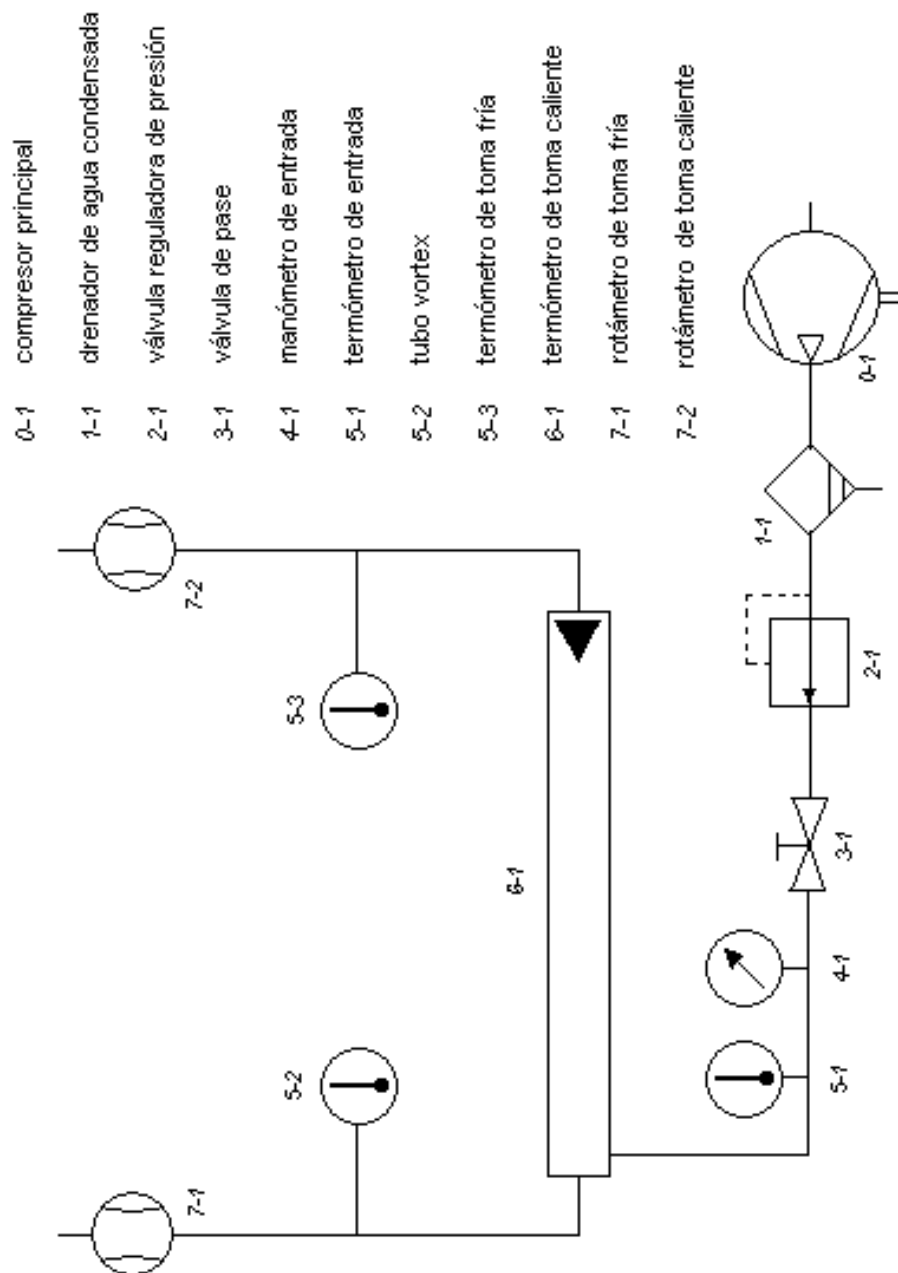 0-1 compresor principal
1-1 drenador de agua condensada
2-1 válvula reguladora de presión
3-1 válvula de pase
4-1 manómétro de entrada
5-1 termómétro de entrada
5-2 tubo vortex
5-3 termómétro de toma fría
6-1 termómétro de toma caliente
7-1 rotámetro de toma fría
7-2 rotámetro de toma caliente
7-1
7-2
5-2
5-3
6-1
5-1
4-1
3-1
2-1
1-1
0-1